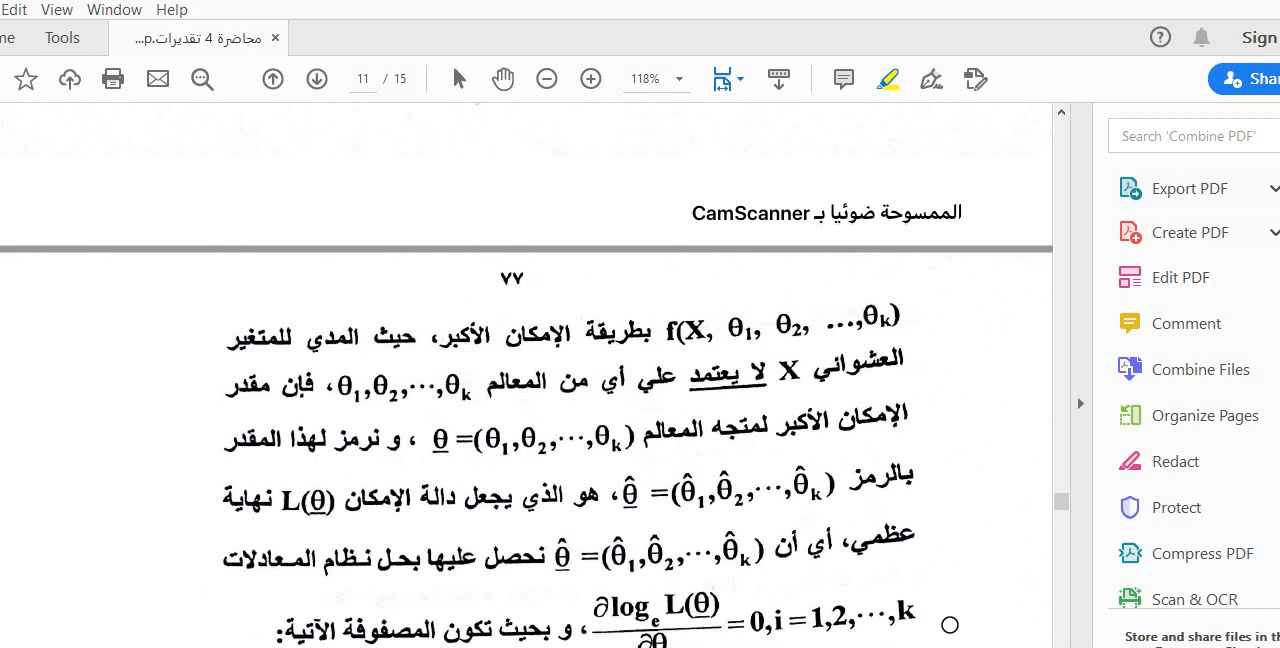 Edit View Window Help
me Tools محاضرة 4 تقديرات.p... ×
11 / 15 118% Sign
Shar
Search 'Combine PDF'
Export PDF
Create PDF
Edit PDF
Comment
Combine Files
Organize Pages
Redact
Protect
Compress PDF
Scan & OCR
Store and share files in th
الممسوحة ضوئيا بـ CamScanner
٧٧
f(X, θ₁, θ₂, ...,θₖ) بطريقة الإمكان الأكبر، حيث المدي للمتغير
العشوائي X لا يعتمد علي أي من المعالم θ₁,θ₂,⋯,θₖ، فإن مقدر
الإمكان الأكبر لمتجه المعالم θ̲ =(θ₁,θ₂,⋯,θₖ) ، و نرمز لهذا المقدر
بالرمز θ̲̂ =(θ̂₁,θ̂₂,⋯,θ̂ₖ)، هو الذي يجعل دالة الإمكان L(θ̲) نهاية
عظمي، أي أن θ̲̂ =(θ̂₁,θ̂₂,⋯,θ̂ₖ) نحصل عليها بحل نظام المعادلات
∂logₑ L(θ̲)/∂θ = 0,i = 1,2,⋯,k ، و بحيث تكون المصفوفة الآتية: